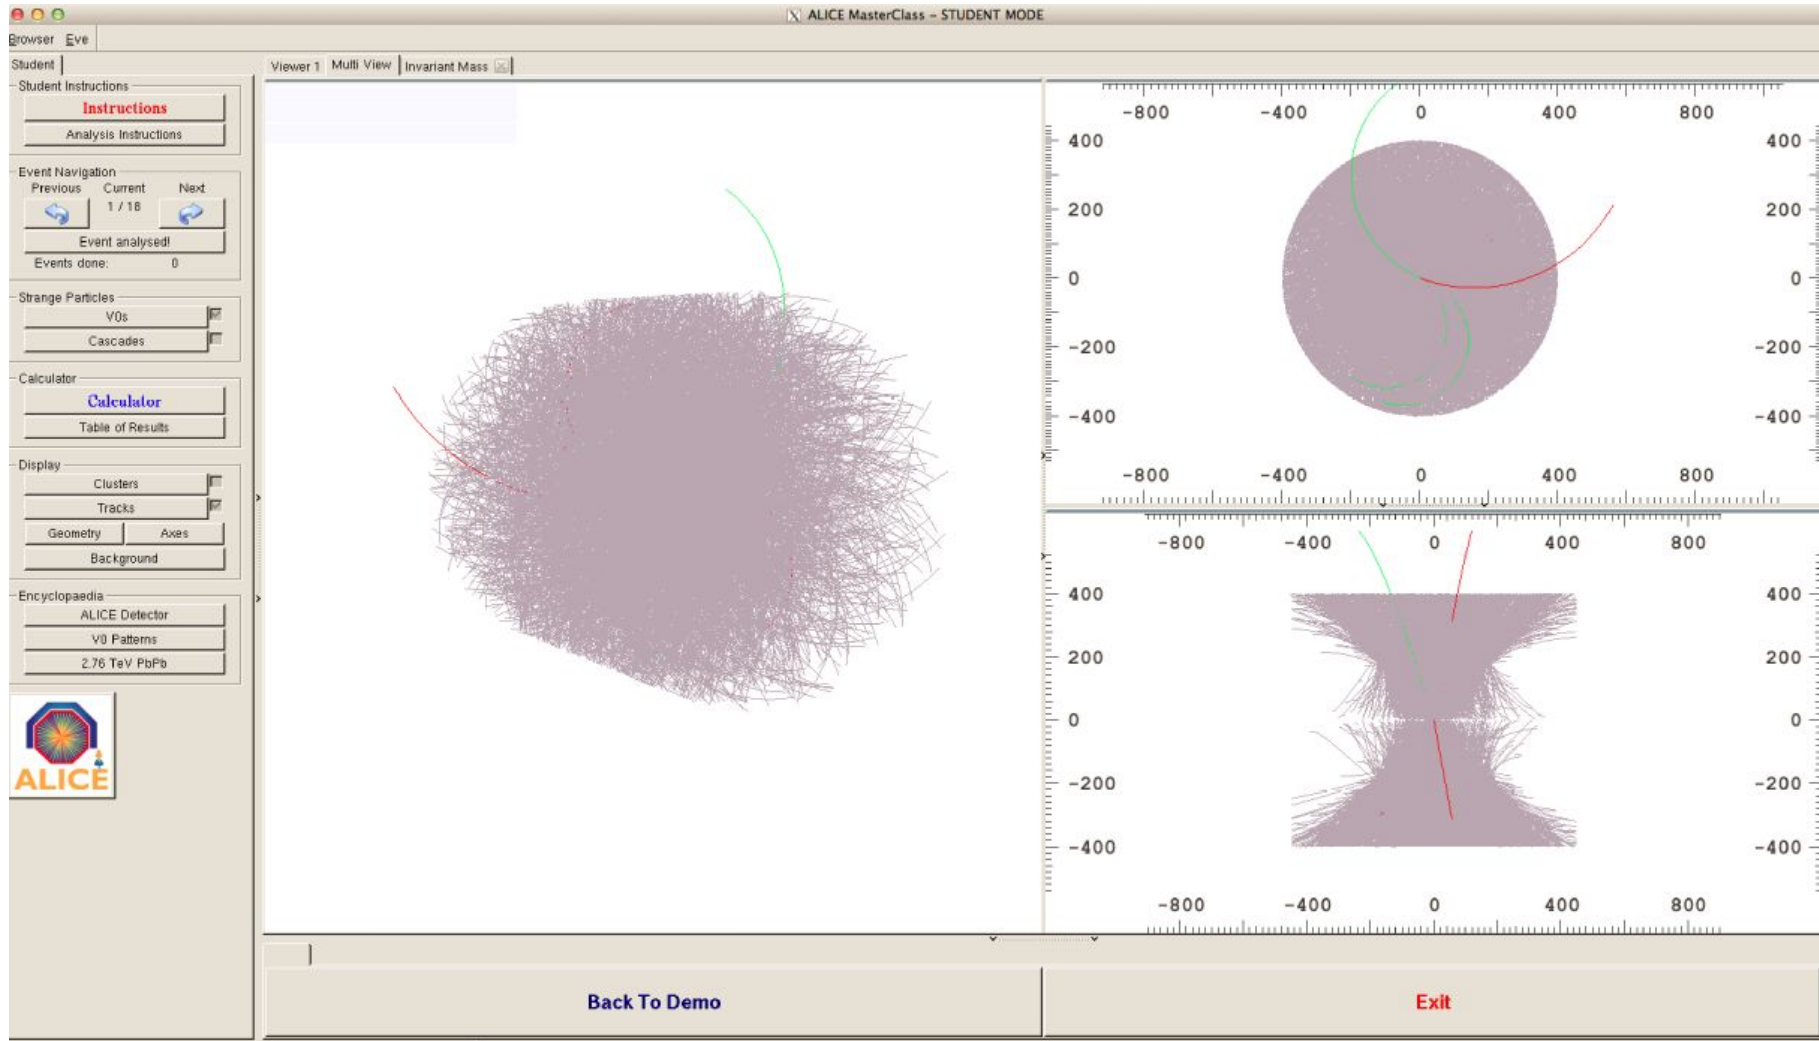 ALICE MasterClass – STUDENT MODE
Browser Eve
Student
Viewer 1 Multi View Invariant Mass
Student Instructions
Instructions
Analysis Instructions
Event Navigation
Previous Current Next
1 / 18
Event analysed!
Events done: 0
Strange Particles
V0s
Cascades
Calculator
Calculator
Table of Results
Display
Clusters
Tracks
Geometry Axes
Background
Encyclopaedia
ALICE Detector
V0 Patterns
2.76 TeV PbPb
ALICE
-800 -400 0 400 800
400 400
200 200
0 0
-200 -200
-400 -400
-800 -400 0 400 800
-800 -400 0 400 800
400 400
200 200
0 0
-200 -200
-400 -400
-800 -400 0 400 800
Back To Demo
Exit